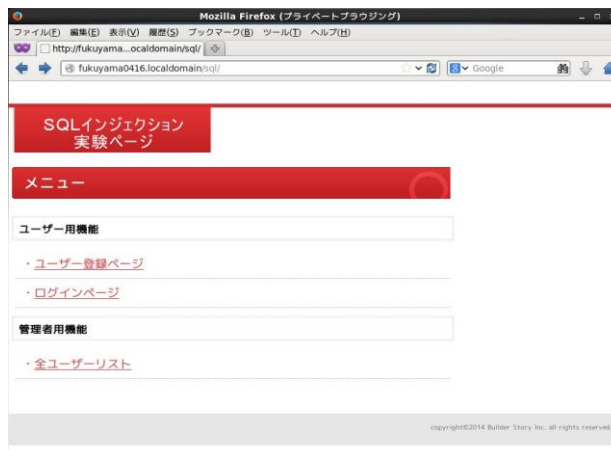 Mozilla Firefox (プライベートブラウジング)
ファイル(F) 編集(E) 表示(V) 履歴(S) ブックマーク(B) ツール(T) ヘルプ(H)
http://fukuyama...ocaldomain/sql/
fukuyama0416.localdomain/sql/
Google
SQLインジェクション
実験ページ
メニュー
ユーザー用機能
・ユーザー登録ページ
・ログインページ
管理者用機能
・全ユーザーリスト
copyright©2014 Builder Story Inc. all rights reserved.